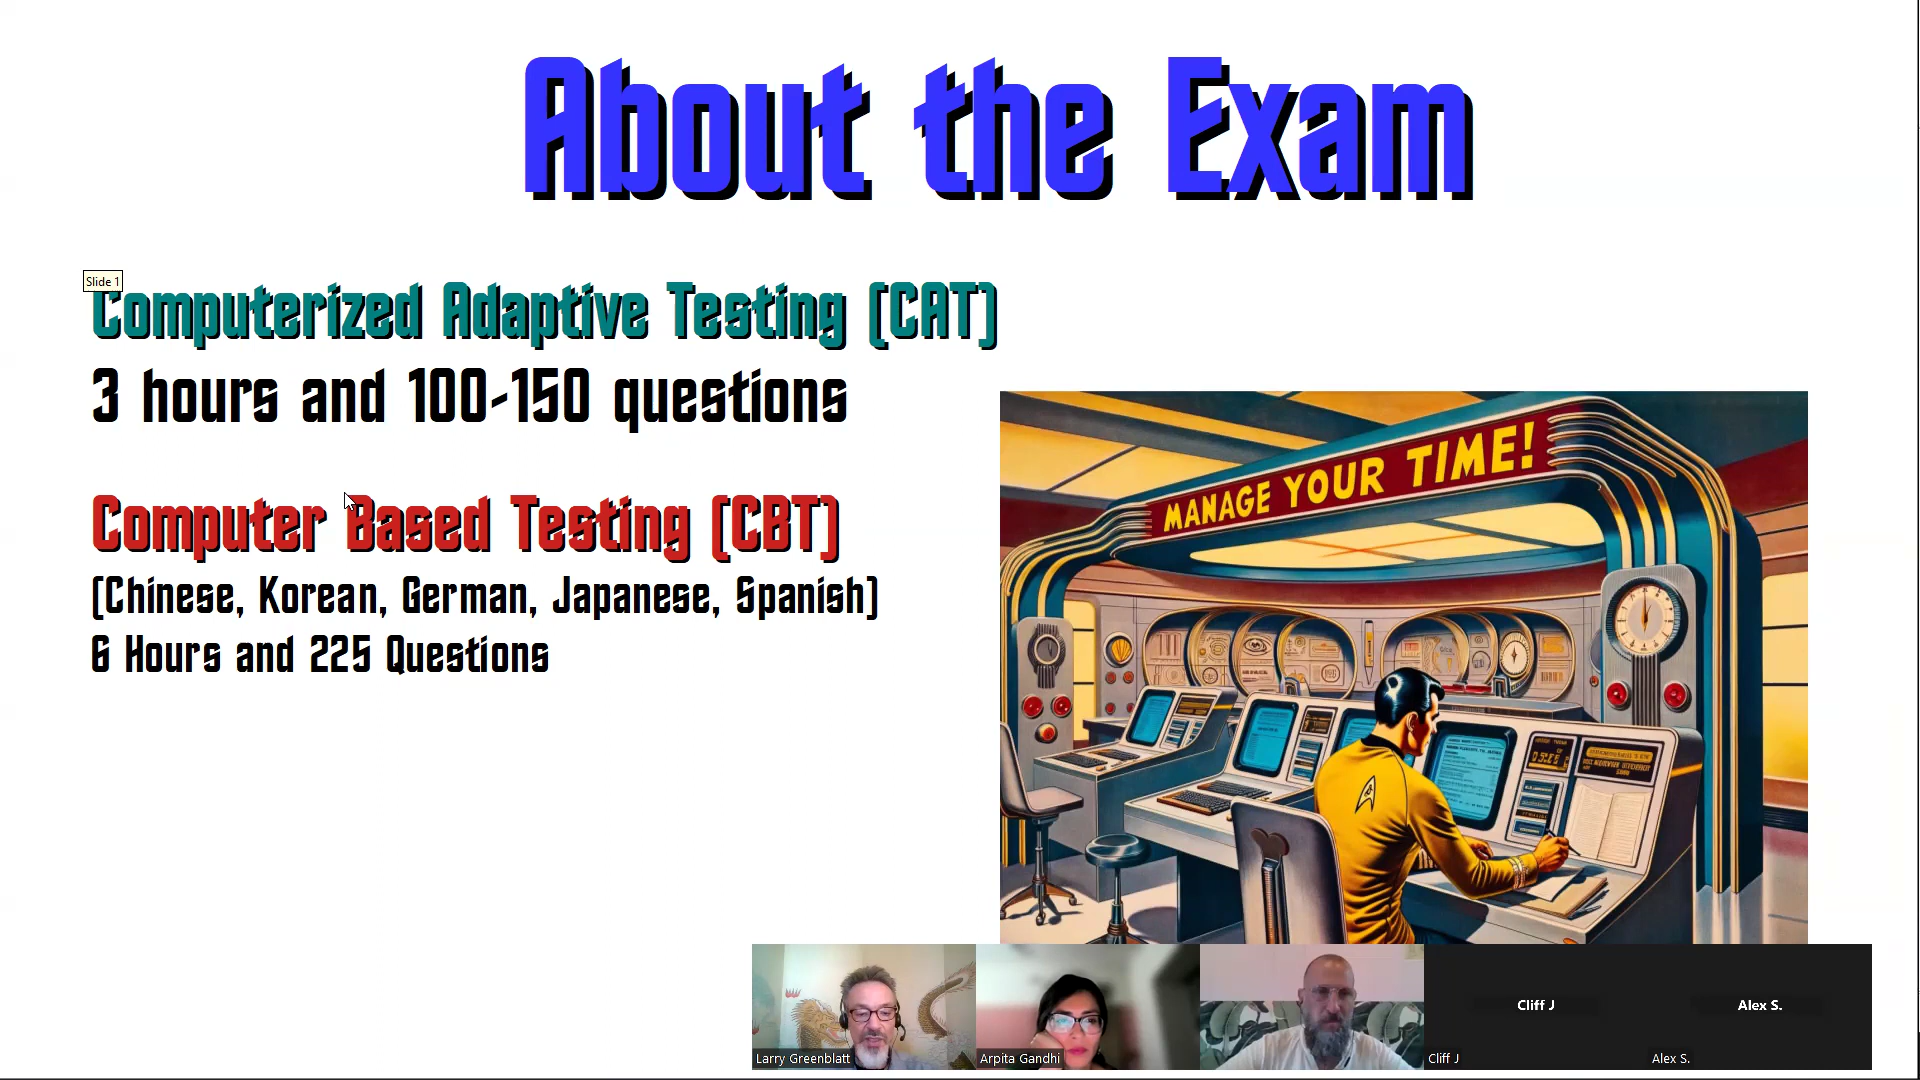 About the Exam
Slide 1
Computerized Adaptive Testing (CAT)
3 hours and 100-150 questions
Computer Based Testing (CBT)
(Chinese, Korean, German, Japanese, Spanish)
6 Hours and 225 Questions
MANAGE YOUR TIME!
Cliff J
Alex S.
Larry Greenblatt
Arpita Gandhi
Cliff J
Alex S.